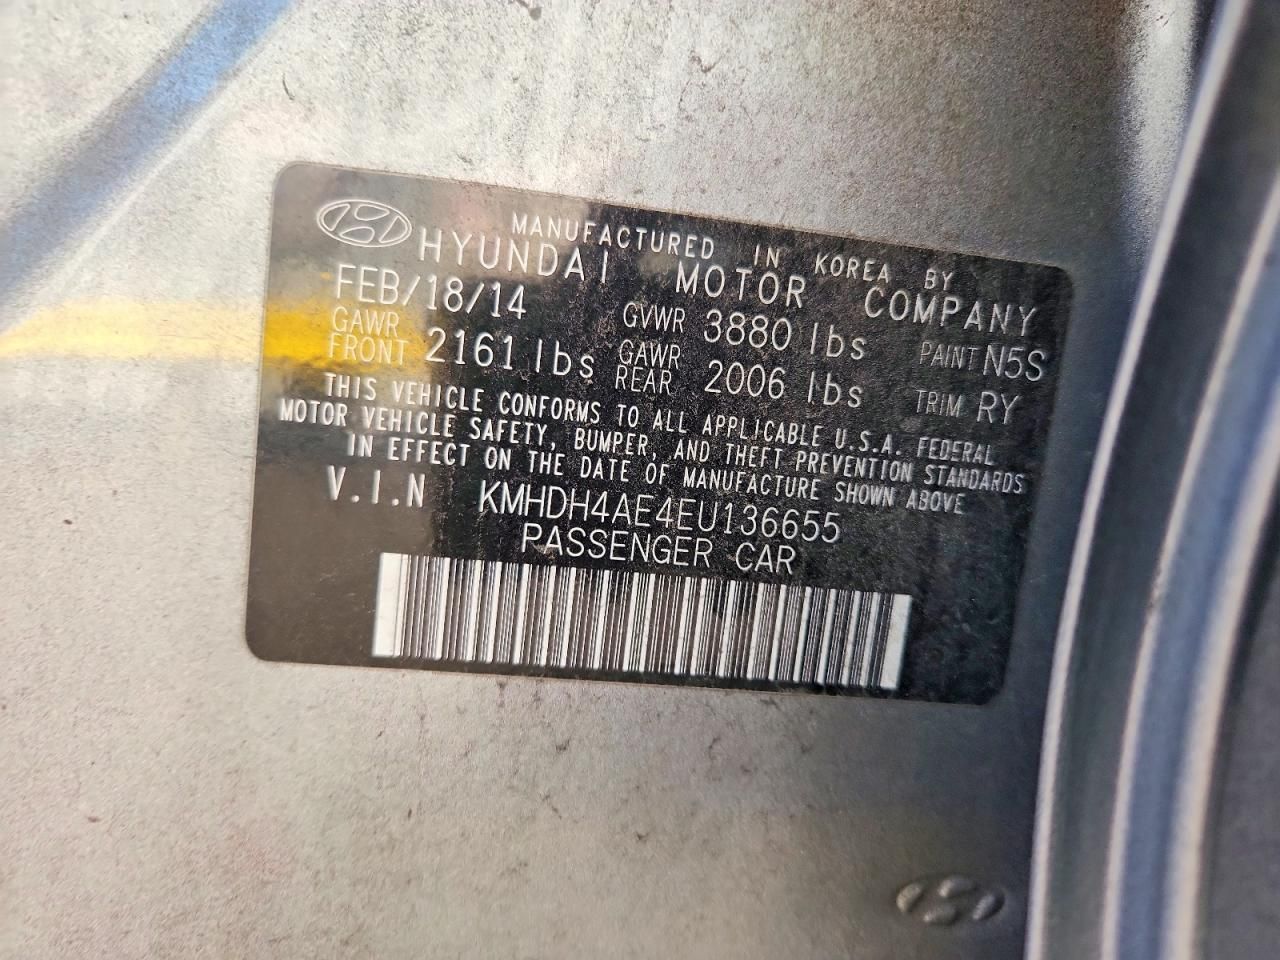 MANUFACTURED IN KOREA BY
HYUNDAI MOTOR COMPANY
FEB/18/14 GVWR 3880 lbs PAINT N5S
GAWR FRONT 2161 lbs GAWR REAR 2006 lbs TRIM RY
THIS VEHICLE CONFORMS TO ALL APPLICABLE U.S.A. FEDERAL
MOTOR VEHICLE SAFETY, BUMPER, AND THEFT PREVENTION STANDARDS
IN EFFECT ON THE DATE OF MANUFACTURE SHOWN ABOVE
V.I.N KMHDH4AE4EU136655
PASSENGER CAR